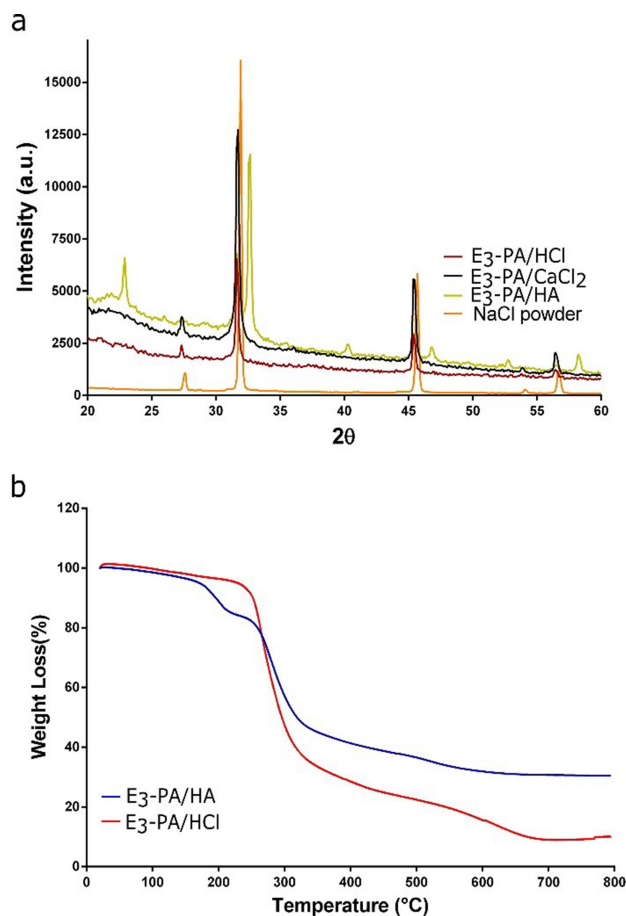 a
15000
12500
10000
7500
5000
2500
0
Intensity (a.u.)
E3-PA/HCl
E3-PA/CaCl2
E3-PA/HA
NaCl powder
20 25 30 35 40 45 50 55 60
2θ
b
120
100
80
60
40
20
0
Weight Loss(%)
E3-PA/HA
E3-PA/HCl
0 100 200 300 400 500 600 700 800
Temperature (°C)